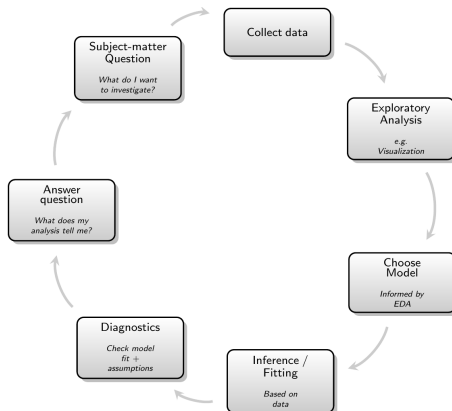 Collect data
Subject-matter
Question
What do I want
to investigate?
Exploratory
Analysis
e.g.
Visualization
Answer
question
What does my
analysis tell me?
Choose
Model
Informed by
EDA
Diagnostics
Check model
fit +
assumptions
Inference /
Fitting
Based on
data